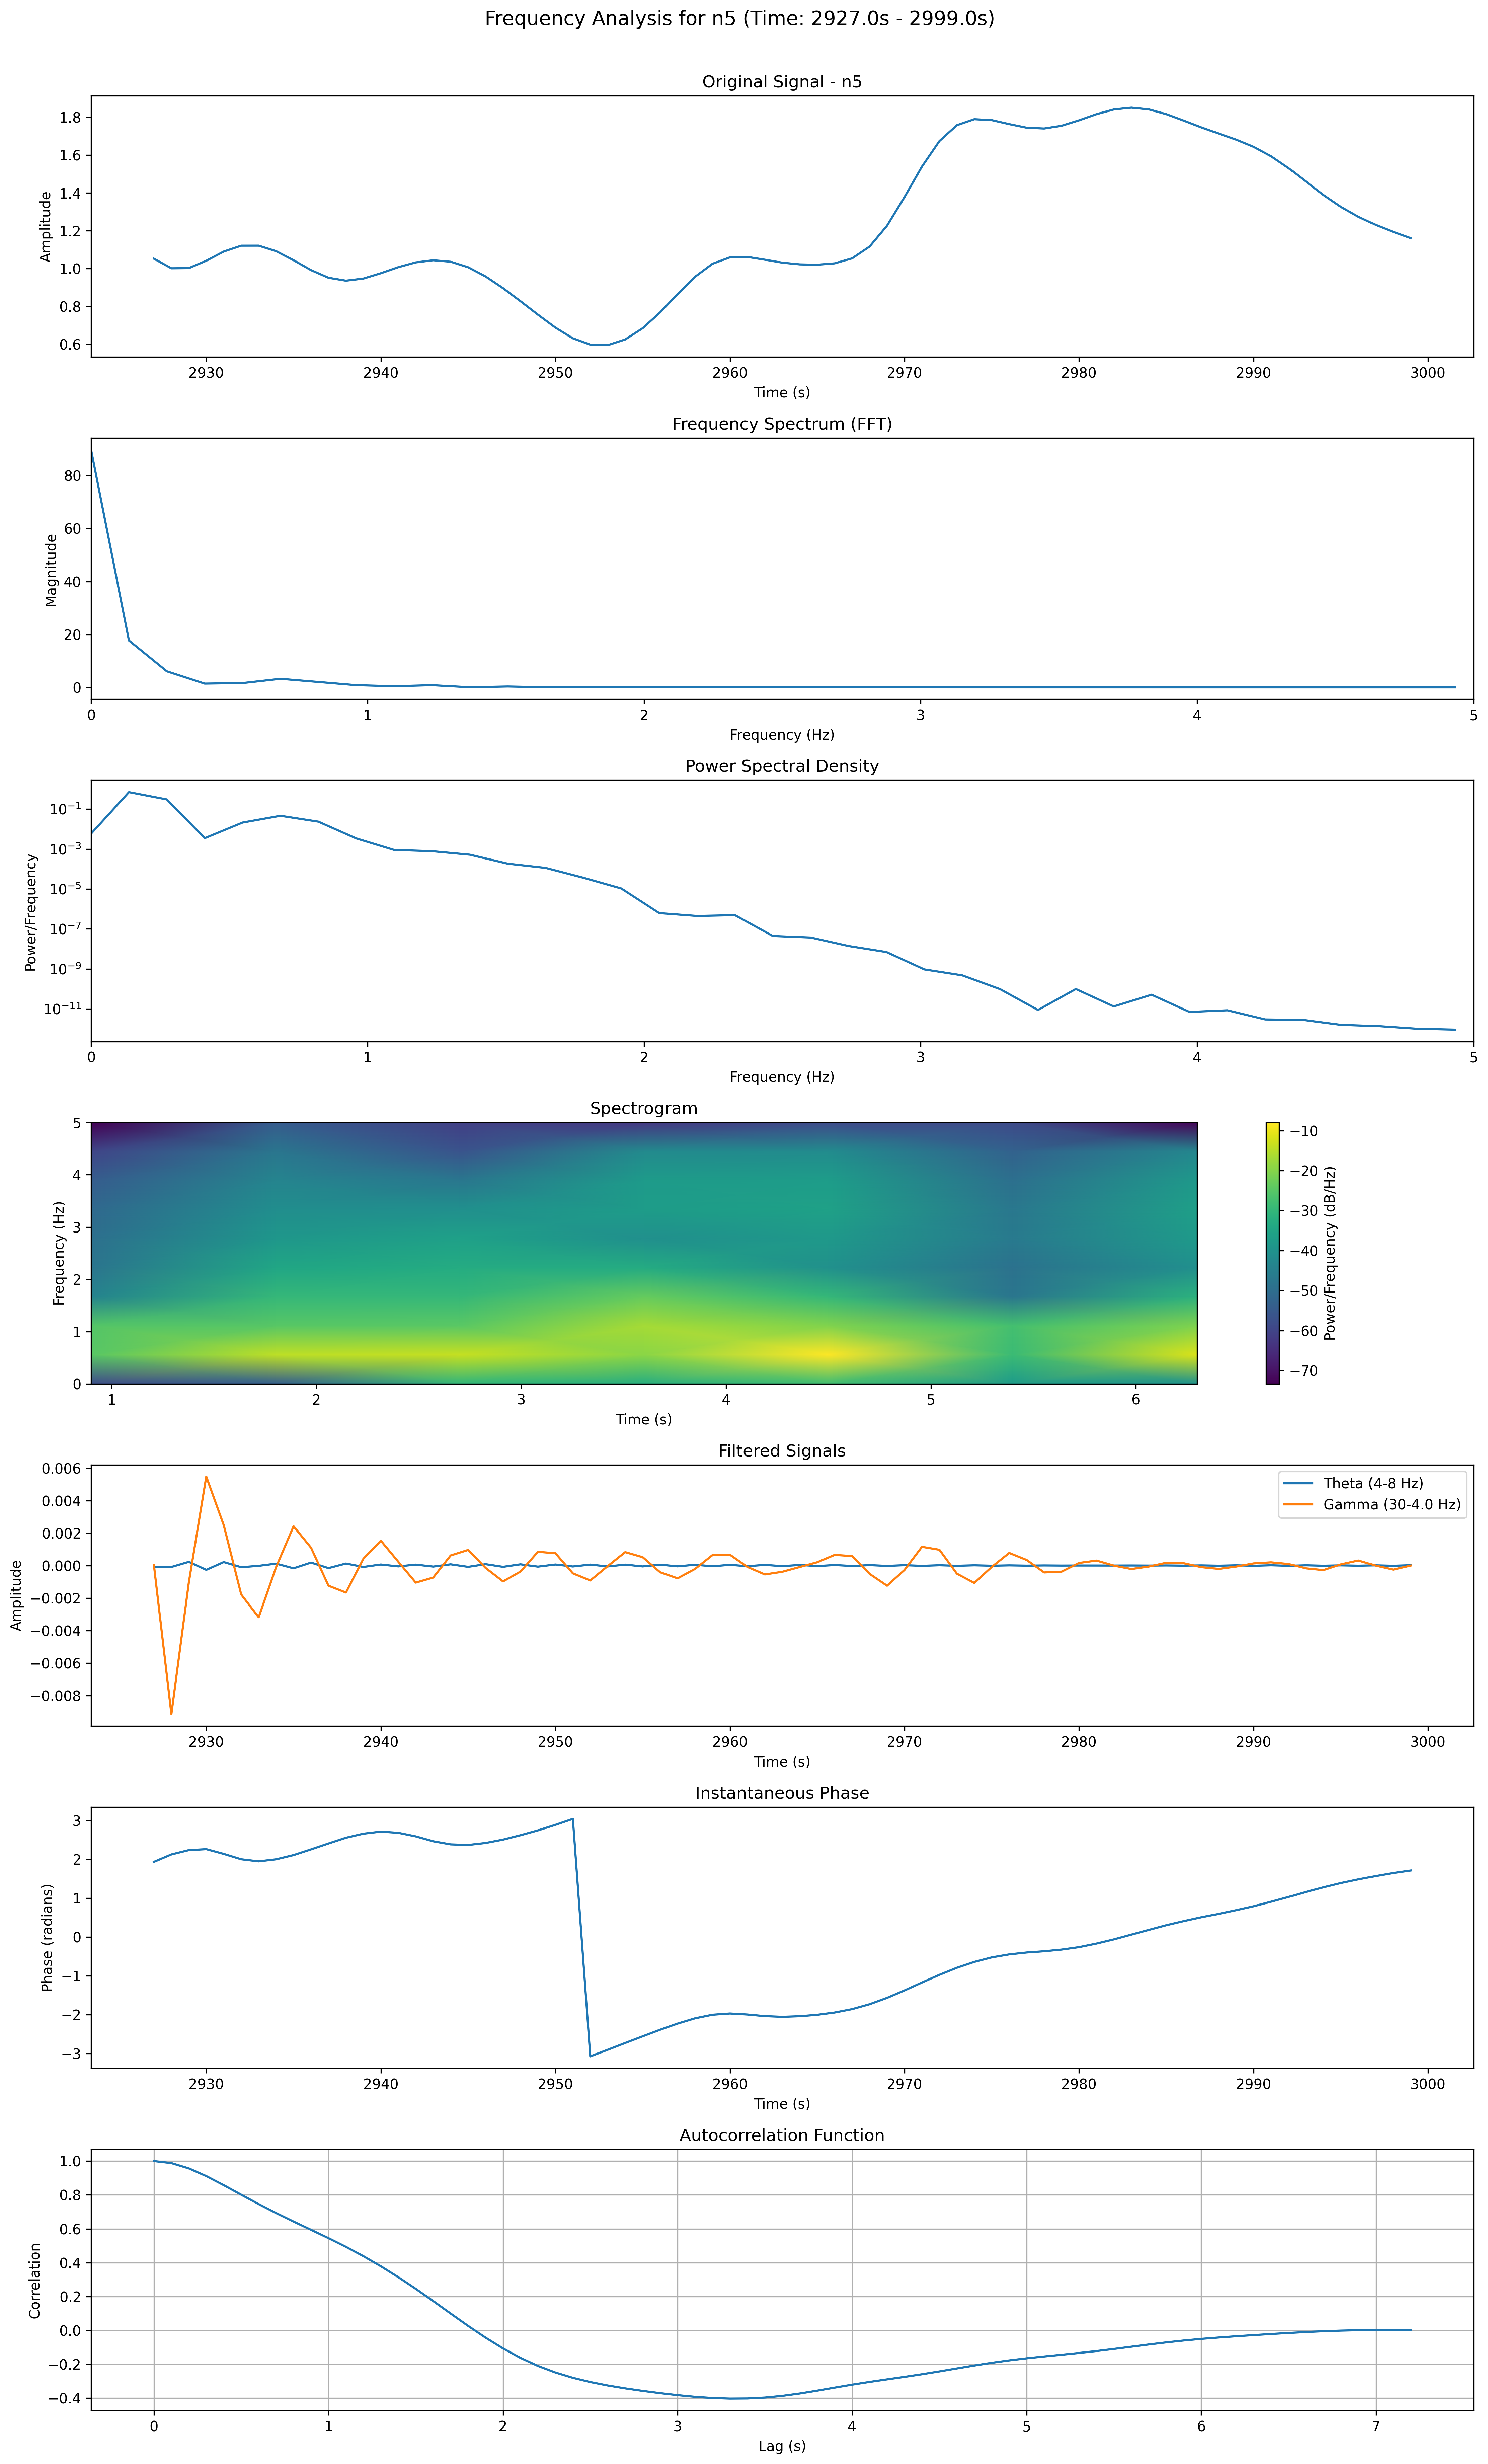 Frequency Analysis for n5 (Time: 2927.0s - 2999.0s)
Original Signal - n5
Amplitude
1.8
1.6
1.4
1.2
1.0
0.8
0.6
2930 2940 2950 2960 2970 2980 2990 3000
Time (s)
Frequency Spectrum (FFT)
Magnitude
80
60
40
20
0
0 1 2 3 4 5
Frequency (Hz)
Power Spectral Density
Power/Frequency
10⁻¹
10⁻³
10⁻⁵
10⁻⁷
10⁻⁹
10⁻¹¹
0 1 2 3 4 5
Frequency (Hz)
Spectrogram
Frequency (Hz)
5
4
3
2
1
0
1 2 3 4 5 6
Time (s)
−10
−20
−30
−40
−50
−60
−70
Power/Frequency (dB/Hz)
Filtered Signals
Amplitude
0.006
0.004
0.002
0.000
−0.002
−0.004
−0.006
−0.008
Theta (4-8 Hz)
Gamma (30-4.0 Hz)
2930 2940 2950 2960 2970 2980 2990 3000
Time (s)
Instantaneous Phase
Phase (radians)
3
2
1
0
−1
−2
−3
2930 2940 2950 2960 2970 2980 2990 3000
Time (s)
Autocorrelation Function
Correlation
1.0
0.8
0.6
0.4
0.2
0.0
−0.2
−0.4
0 1 2 3 4 5 6 7
Lag (s)